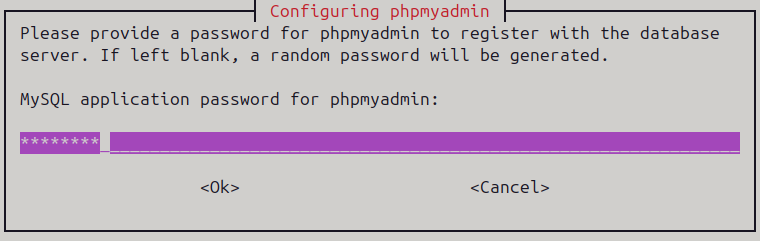 Configuring phpmyadmin
Please provide a password for phpmyadmin to register with the database
server. If left blank, a random password will be generated.
MySQL application password for phpmyadmin:
********_______________________________________________________________
<Ok> <Cancel>